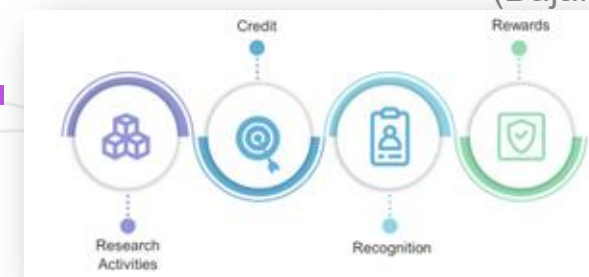 Credit
Rewards
Research
Activities
Recognition